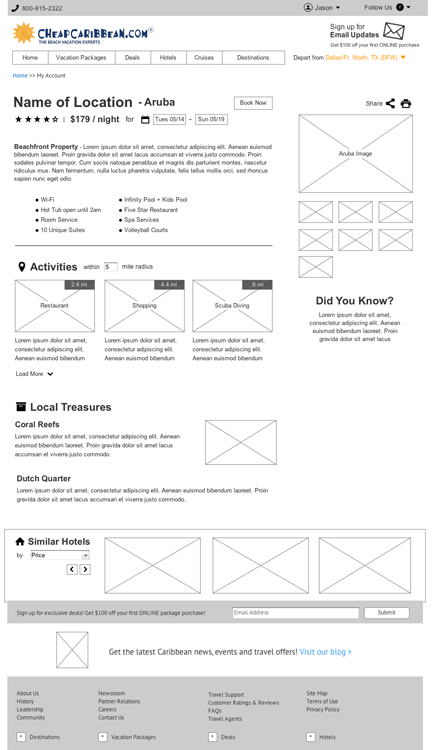 800-915-2322
Jason
Follow Us
CHEAPCARIBBEAN.COM®
THE BEACH VACATION EXPERTS
Sign up for
Email Updates
Get $100 off your first ONLINE purchase
Home
Vacation Packages
Deals
Hotels
Cruises
Destinations
Depart from Dallas/Ft. Worth, TX (DFW)
Home >> My Account
Name of Location - Aruba
Book Now
Share
$179 / night for Tues 05/14 - Sun 05/19
Aruba Image
Beachfront Property - Lorem ipsum dolor sit amet, consectetur adipiscing elit. Aenean euismod
bibendum laoreet. Proin gravida dolor sit amet lacus accumsan et viverra justo commodo. Proin
sodales pulvinar tempor. Cum sociis natoque penatibus et magnis dis parturient montes, nascetur
ridiculus mus. Nam fermentum, nulla luctus pharetra vulputate, felis tellus mollis orci, sed rhoncus
sapien nunc eget odio.
Wi-Fi
Hot Tub open until 2am
Room Service
10 Unique Suites
Infinity Pool + Kids Pool
Five Star Restaurant
Spa Services
Volleyball Courts
Activities within 5 mile radius
2.4 mi
Restaurant
Lorem ipsum dolor sit amet,
consectetur adipiscing elit.
Aenean euismod bibendum
4.4 mi
Shopping
Lorem ipsum dolor sit amet,
consectetur adipiscing elit.
Aenean euismod bibendum
.6 mi
Scuba Diving
Lorem ipsum dolor sit amet,
consectetur adipiscing elit.
Aenean euismod bibendum
Load More
Did You Know?
Lorem ipsum dolor sit amet,
consectetur adipiscing elit. Aenean
euismod bibendum laoreet. Proin
gravida dolor sit amet lacus
Local Treasures
Coral Reefs
Lorem ipsum dolor sit amet, consectetur adipiscing elit. Aenean
euismod bibendum laoreet. Proin gravida dolor sit amet lacus
accumsan et viverra justo commodo.
Dutch Quarter
Lorem ipsum dolor sit amet, consectetur adipiscing elit. Aenean euismod bibendum laoreet. Proin
gravida dolor sit amet lacus accumsan et viverra justo commodo.
Similar Hotels
by Price
Sign up for exclusive deals! Get $100 off your first ONLINE package purchase!
Email Address
Submit
Get the latest Caribbean news, events and travel offers! Visit our blog >
About Us
History
Leadership
Community
Newsroom
Partner Relations
Careers
Contact Us
Travel Support
Customer Ratings & Reviews
FAQs
Travel Agents
Site Map
Terms of Use
Privacy Policy
+ Destinations
+ Vacation Packages
+ Deals
+ Hotels